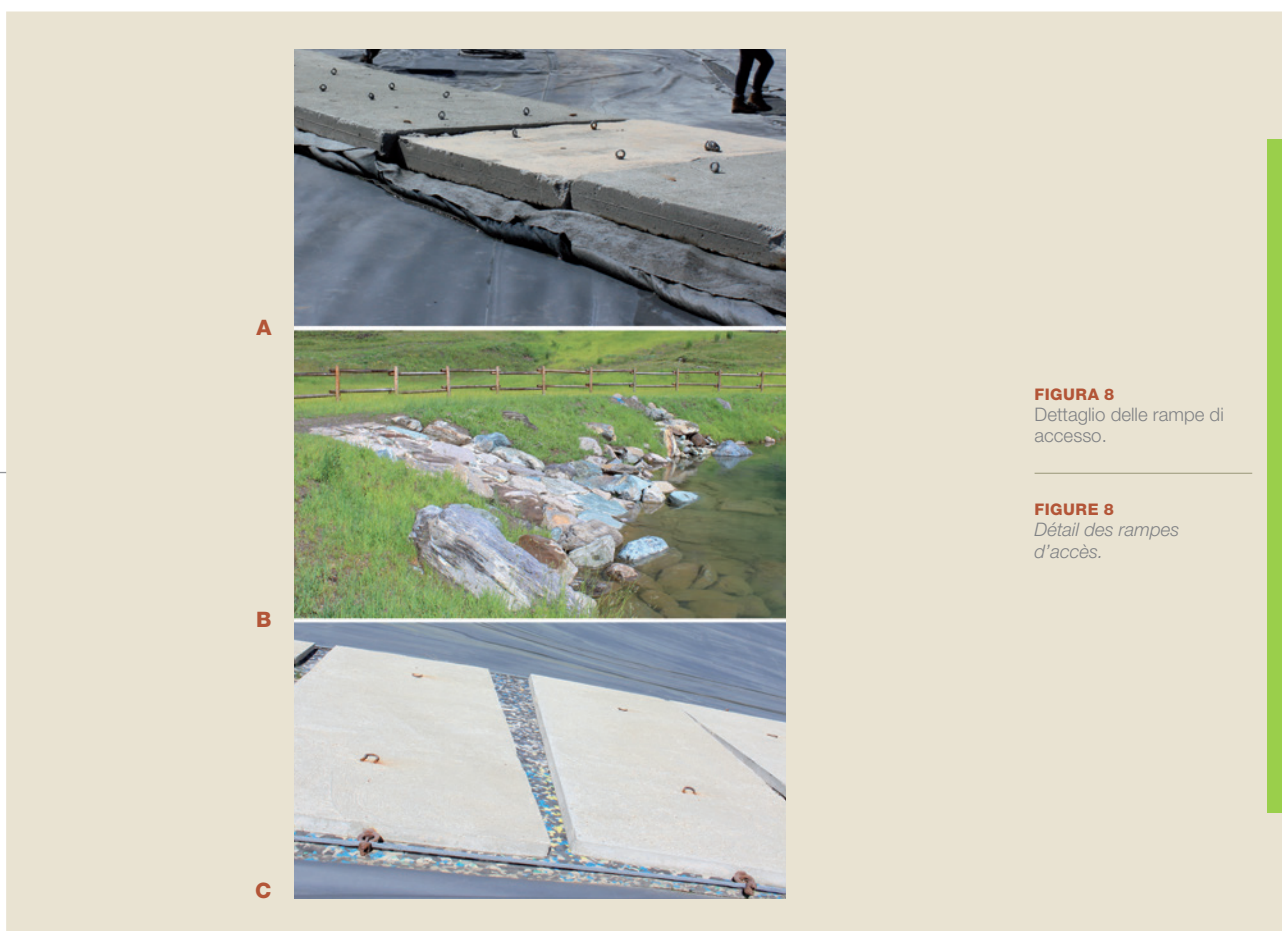 A
B
C
FIGURA 8
Dettaglio delle rampe di
accesso.
FIGURE 8
Détail des rampes
d'accès.